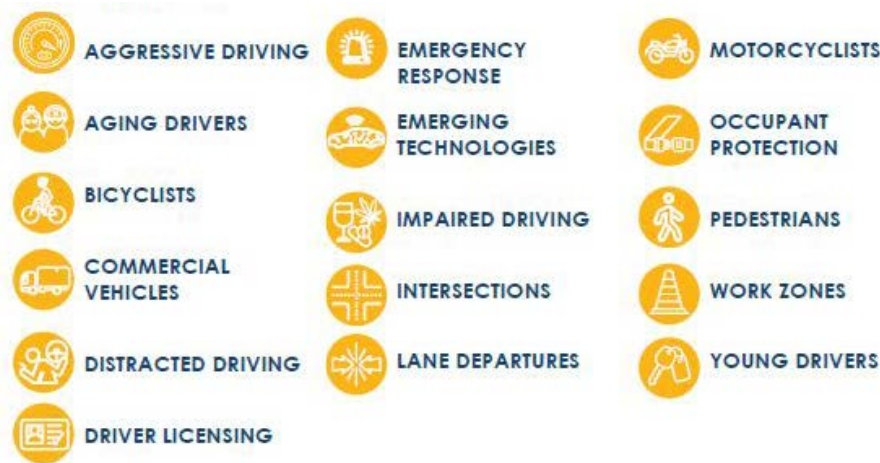 AGGRESSIVE DRIVING
AGING DRIVERS
BICYCLISTS
COMMERCIAL
VEHICLES
DISTRACTED DRIVING
DRIVER LICENSING
EMERGENCY
RESPONSE
EMERGING
TECHNOLOGIES
IMPAIRED DRIVING
INTERSECTIONS
LANE DEPARTURES
MOTORCYCLISTS
OCCUPANT
PROTECTION
PEDESTRIANS
WORK ZONES
YOUNG DRIVERS